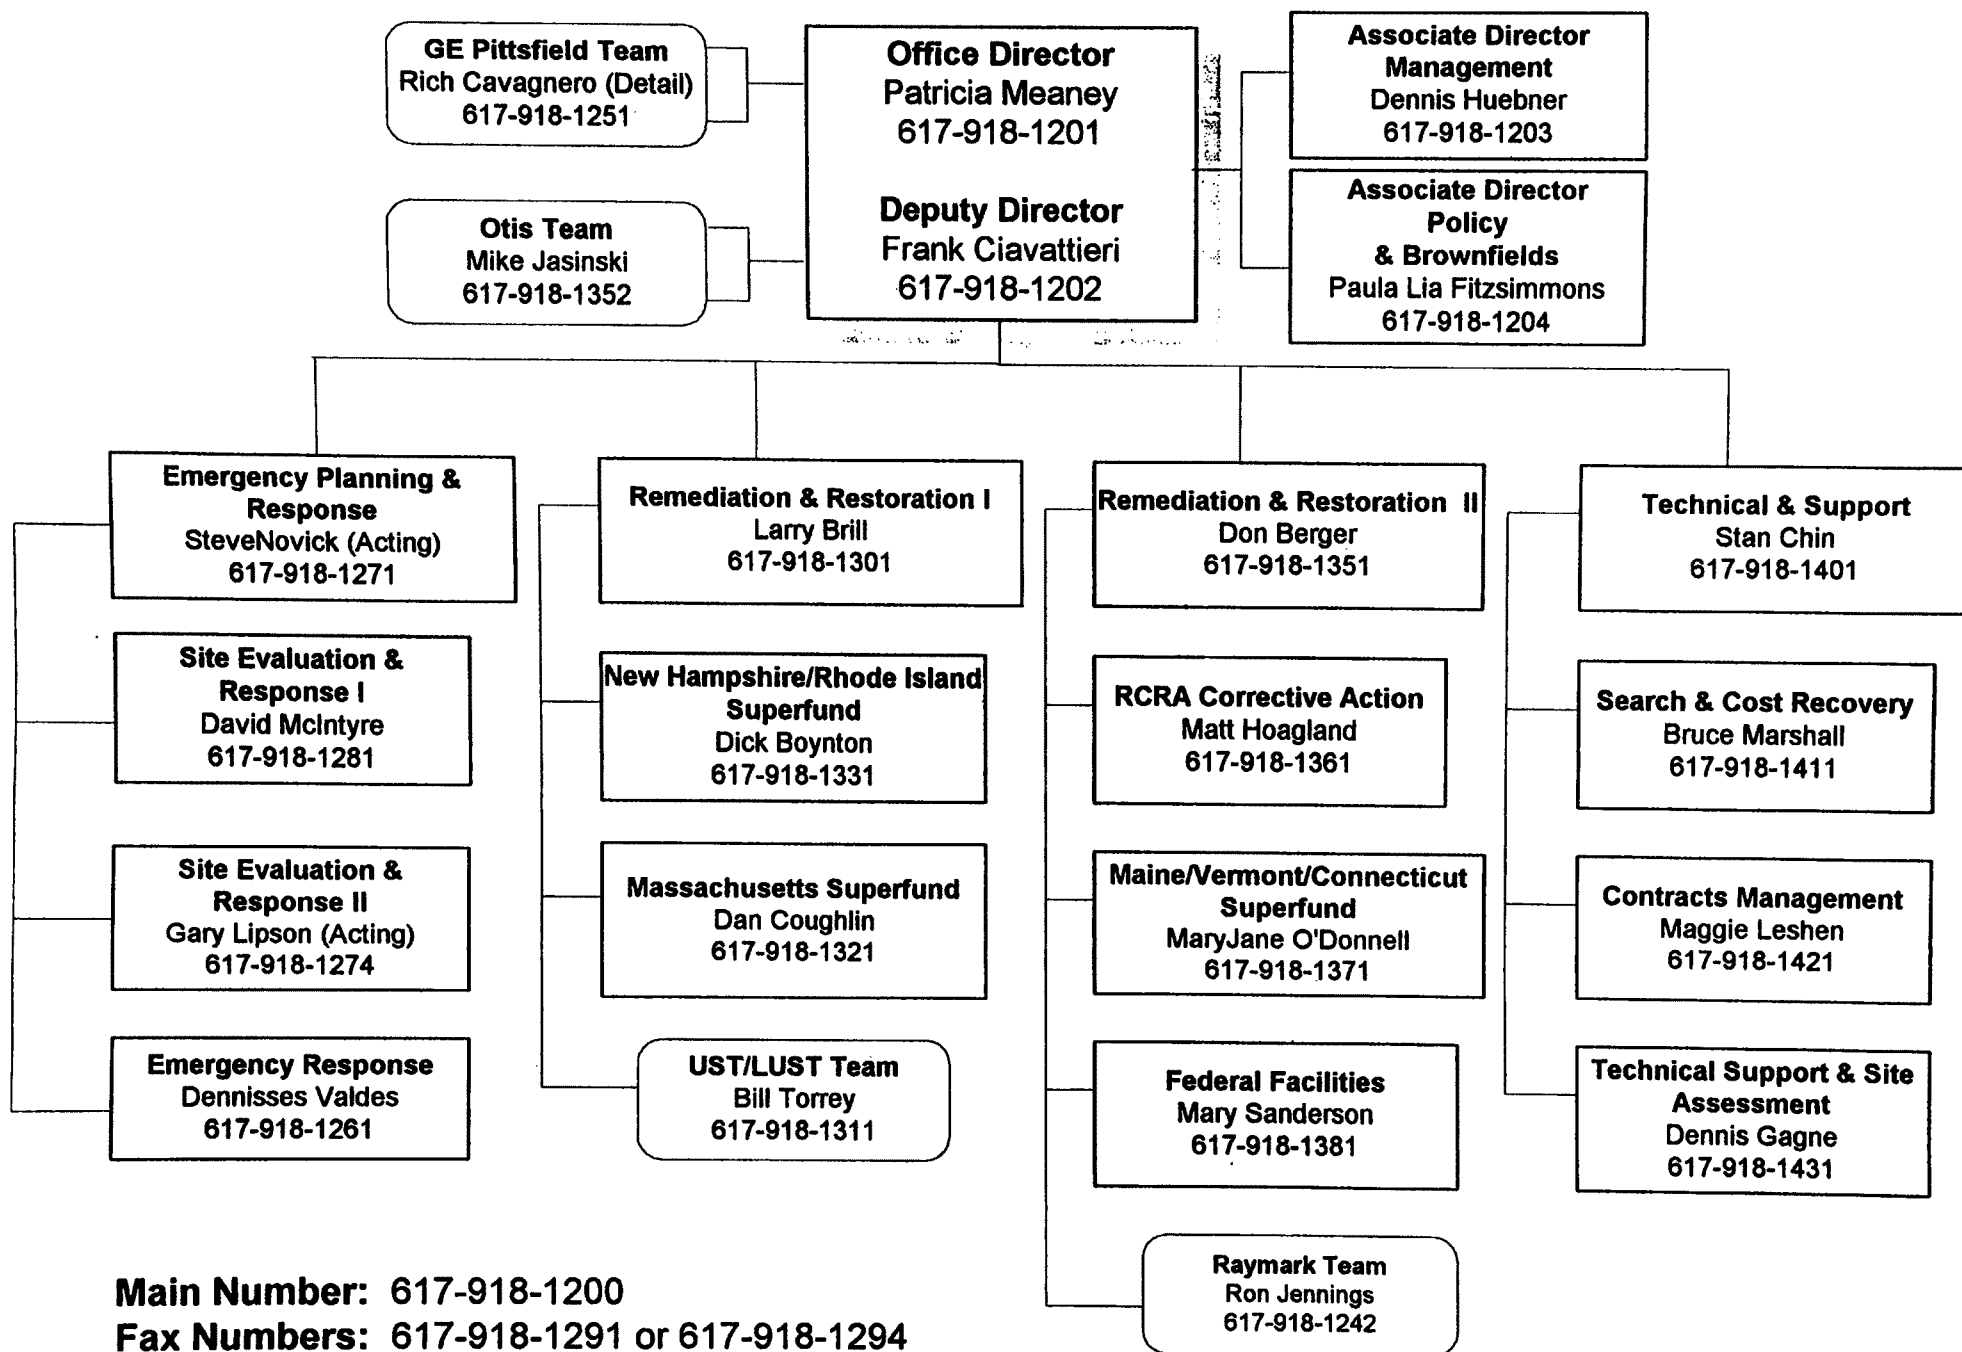 GE Pittsfield Team
Rich Cavagnero (Detail)
617-918-1251
Otis Team
Mike Jasinski
617-918-1352
Office Director
Patricia Meaney
617-918-1201
Deputy Director
Frank Ciavattieri
617-918-1202
Associate Director
Management
Dennis Huebner
617-918-1203
Associate Director
Policy
& Brownfields
Paula Lia Fitzsimmons
617-918-1204
Emergency Planning &
Response
SteveNovick (Acting)
617-918-1271
Site Evaluation &
Response I
David McIntyre
617-918-1281
Site Evaluation &
Response II
Gary Lipson (Acting)
617-918-1274
Emergency Response
Dennisses Valdes
617-918-1261
Remediation & Restoration I
Larry Brill
617-918-1301
New Hampshire/Rhode Island
Superfund
Dick Boynton
617-918-1331
Massachusetts Superfund
Dan Coughlin
617-918-1321
UST/LUST Team
Bill Torrey
617-918-1311
Remediation & Restoration II
Don Berger
617-918-1351
RCRA Corrective Action
Matt Hoagland
617-918-1361
Maine/Vermont/Connecticut
Superfund
MaryJane O'Donnell
617-918-1371
Federal Facilities
Mary Sanderson
617-918-1381
Raymark Team
Ron Jennings
617-918-1242
Technical & Support
Stan Chin
617-918-1401
Search & Cost Recovery
Bruce Marshall
617-918-1411
Contracts Management
Maggie Leshen
617-918-1421
Technical Support & Site
Assessment
Dennis Gagne
617-918-1431
Main Number: 617-918-1200
Fax Numbers: 617-918-1291 or 617-918-1294